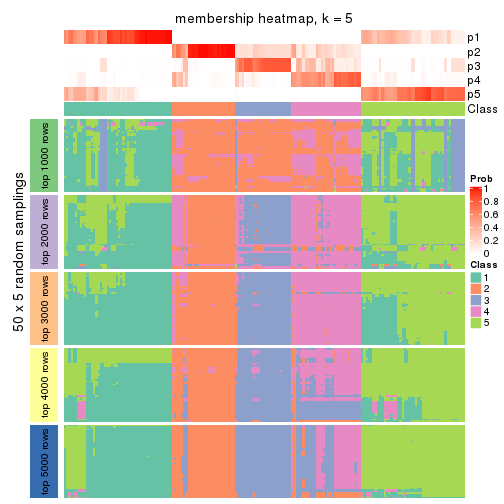 membership heatmap, k = 5
p1
p2
p3
p4
p5
Class
50 x 5 random samplings
top 1000 rows
top 2000 rows
top 3000 rows
top 4000 rows
top 5000 rows
Prob
1
0.8
0.6
0.4
0.2
0
Class
1
2
3
4
5